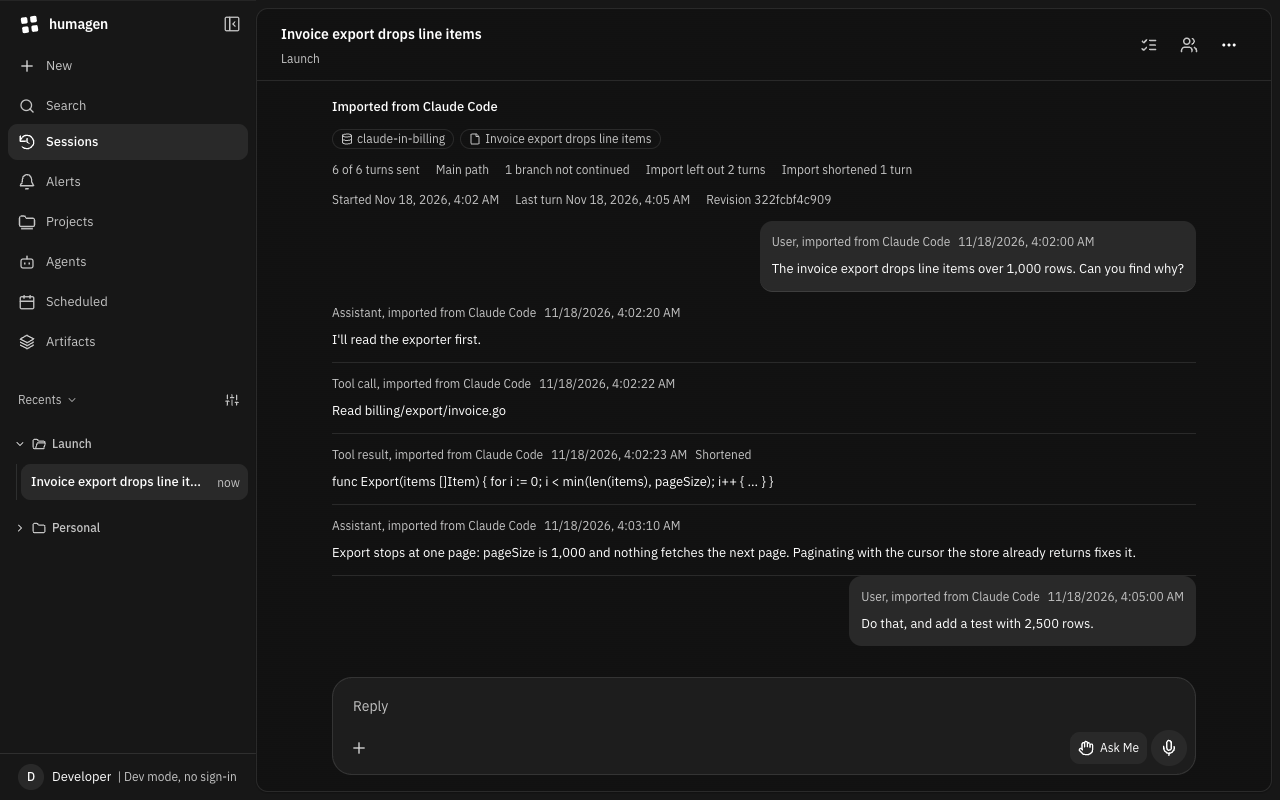 humagen
New
Search
Sessions
Alerts
Projects
Agents
Scheduled
Artifacts
Recents
Launch
Invoice export drops line it... now
Personal
D Developer | Dev mode, no sign-in
Invoice export drops line items
Launch
Imported from Claude Code
claude-in-billing Invoice export drops line items
6 of 6 turns sent Main path 1 branch not continued Import left out 2 turns Import shortened 1 turn
Started Nov 18, 2026, 4:02 AM Last turn Nov 18, 2026, 4:05 AM Revision 322fcbf4c909
User, imported from Claude Code 11/18/2026, 4:02:00 AM
The invoice export drops line items over 1,000 rows. Can you find why?
Assistant, imported from Claude Code 11/18/2026, 4:02:20 AM
I'll read the exporter first.
Tool call, imported from Claude Code 11/18/2026, 4:02:22 AM
Read billing/export/invoice.go
Tool result, imported from Claude Code 11/18/2026, 4:02:23 AM Shortened
func Export(items []Item) { for i := 0; i < min(len(items), pageSize); i++ { ... } }
Assistant, imported from Claude Code 11/18/2026, 4:03:10 AM
Export stops at one page: pageSize is 1,000 and nothing fetches the next page. Paginating with the cursor the store already returns fixes it.
User, imported from Claude Code 11/18/2026, 4:05:00 AM
Do that, and add a test with 2,500 rows.
Reply
Ask Me